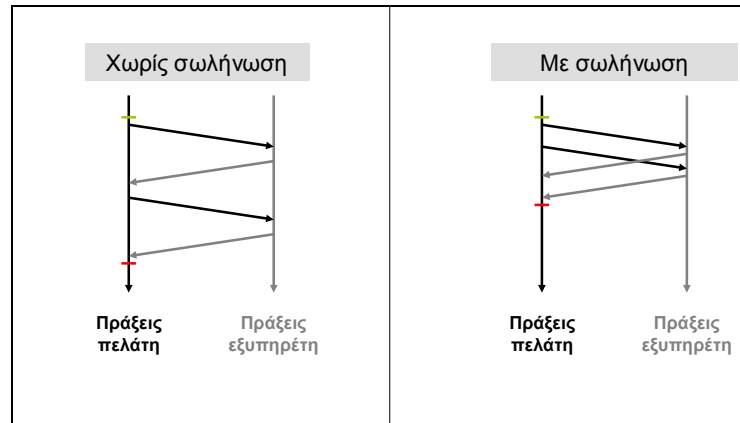 Χωρίς σωλήνωση
Πράξεις
πελάτη
Πράξεις
εξυπηρέτη
Με σωλήνωση
Πράξεις
πελάτη
Πράξεις
εξυπηρέτη